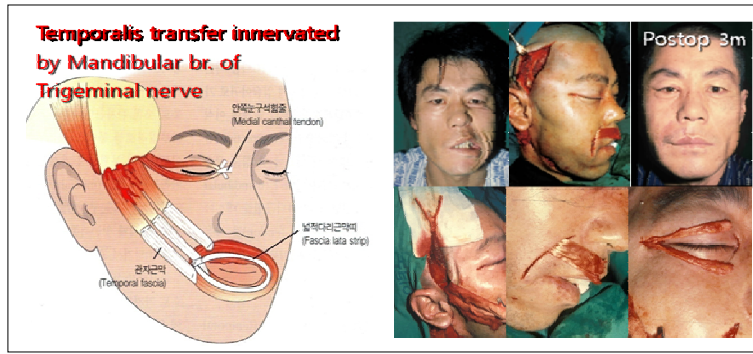 Temporalis transfer innervated
by Mandibular br. of
Trigeminal nerve
안쪽눈구석힘줄
(Medial canthal tendon)
넙적다리근막띠
(Fascia lata strip)
관자근막
(Temporal fascia)
Postop 3m